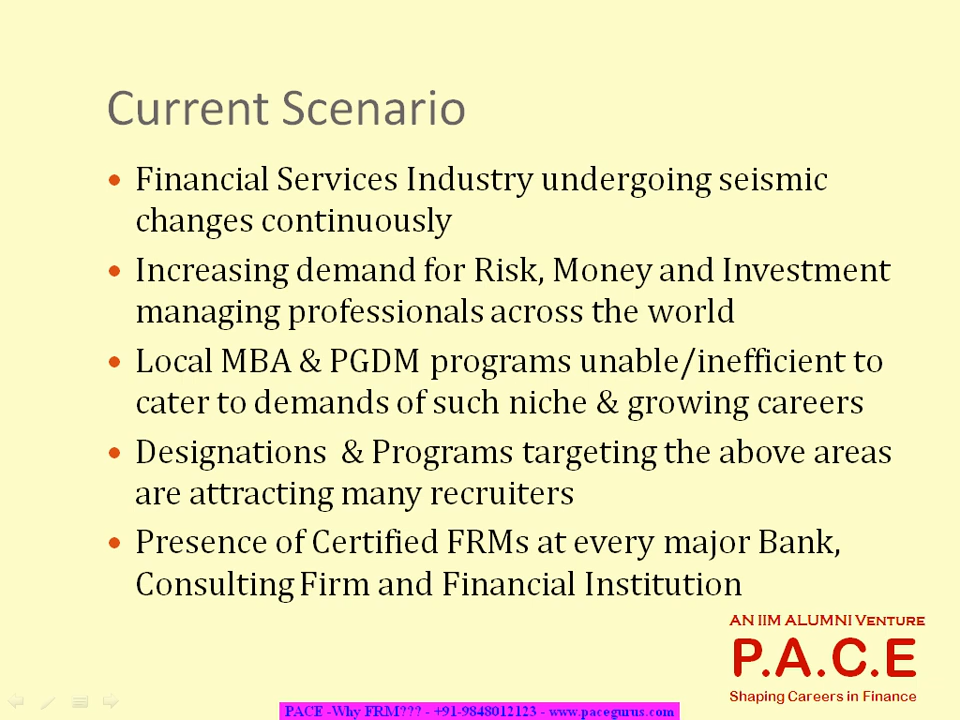 Current Scenario
• Financial Services Industry undergoing seismic
changes continuously
• Increasing demand for Risk, Money and Investment
managing professionals across the world
• Local MBA & PGDM programs unable/inefficient to
cater to demands of such niche & growing careers
• Designations & Programs targeting the above areas
are attracting many recruiters
• Presence of Certified FRMs at every major Bank,
Consulting Firm and Financial Institution
AN IIM ALUMNI VENTURE
P.A.C.E
Shaping Careers in Finance
PACE -Why FRM??? - +91-9848012123 - www.pacegurus.com